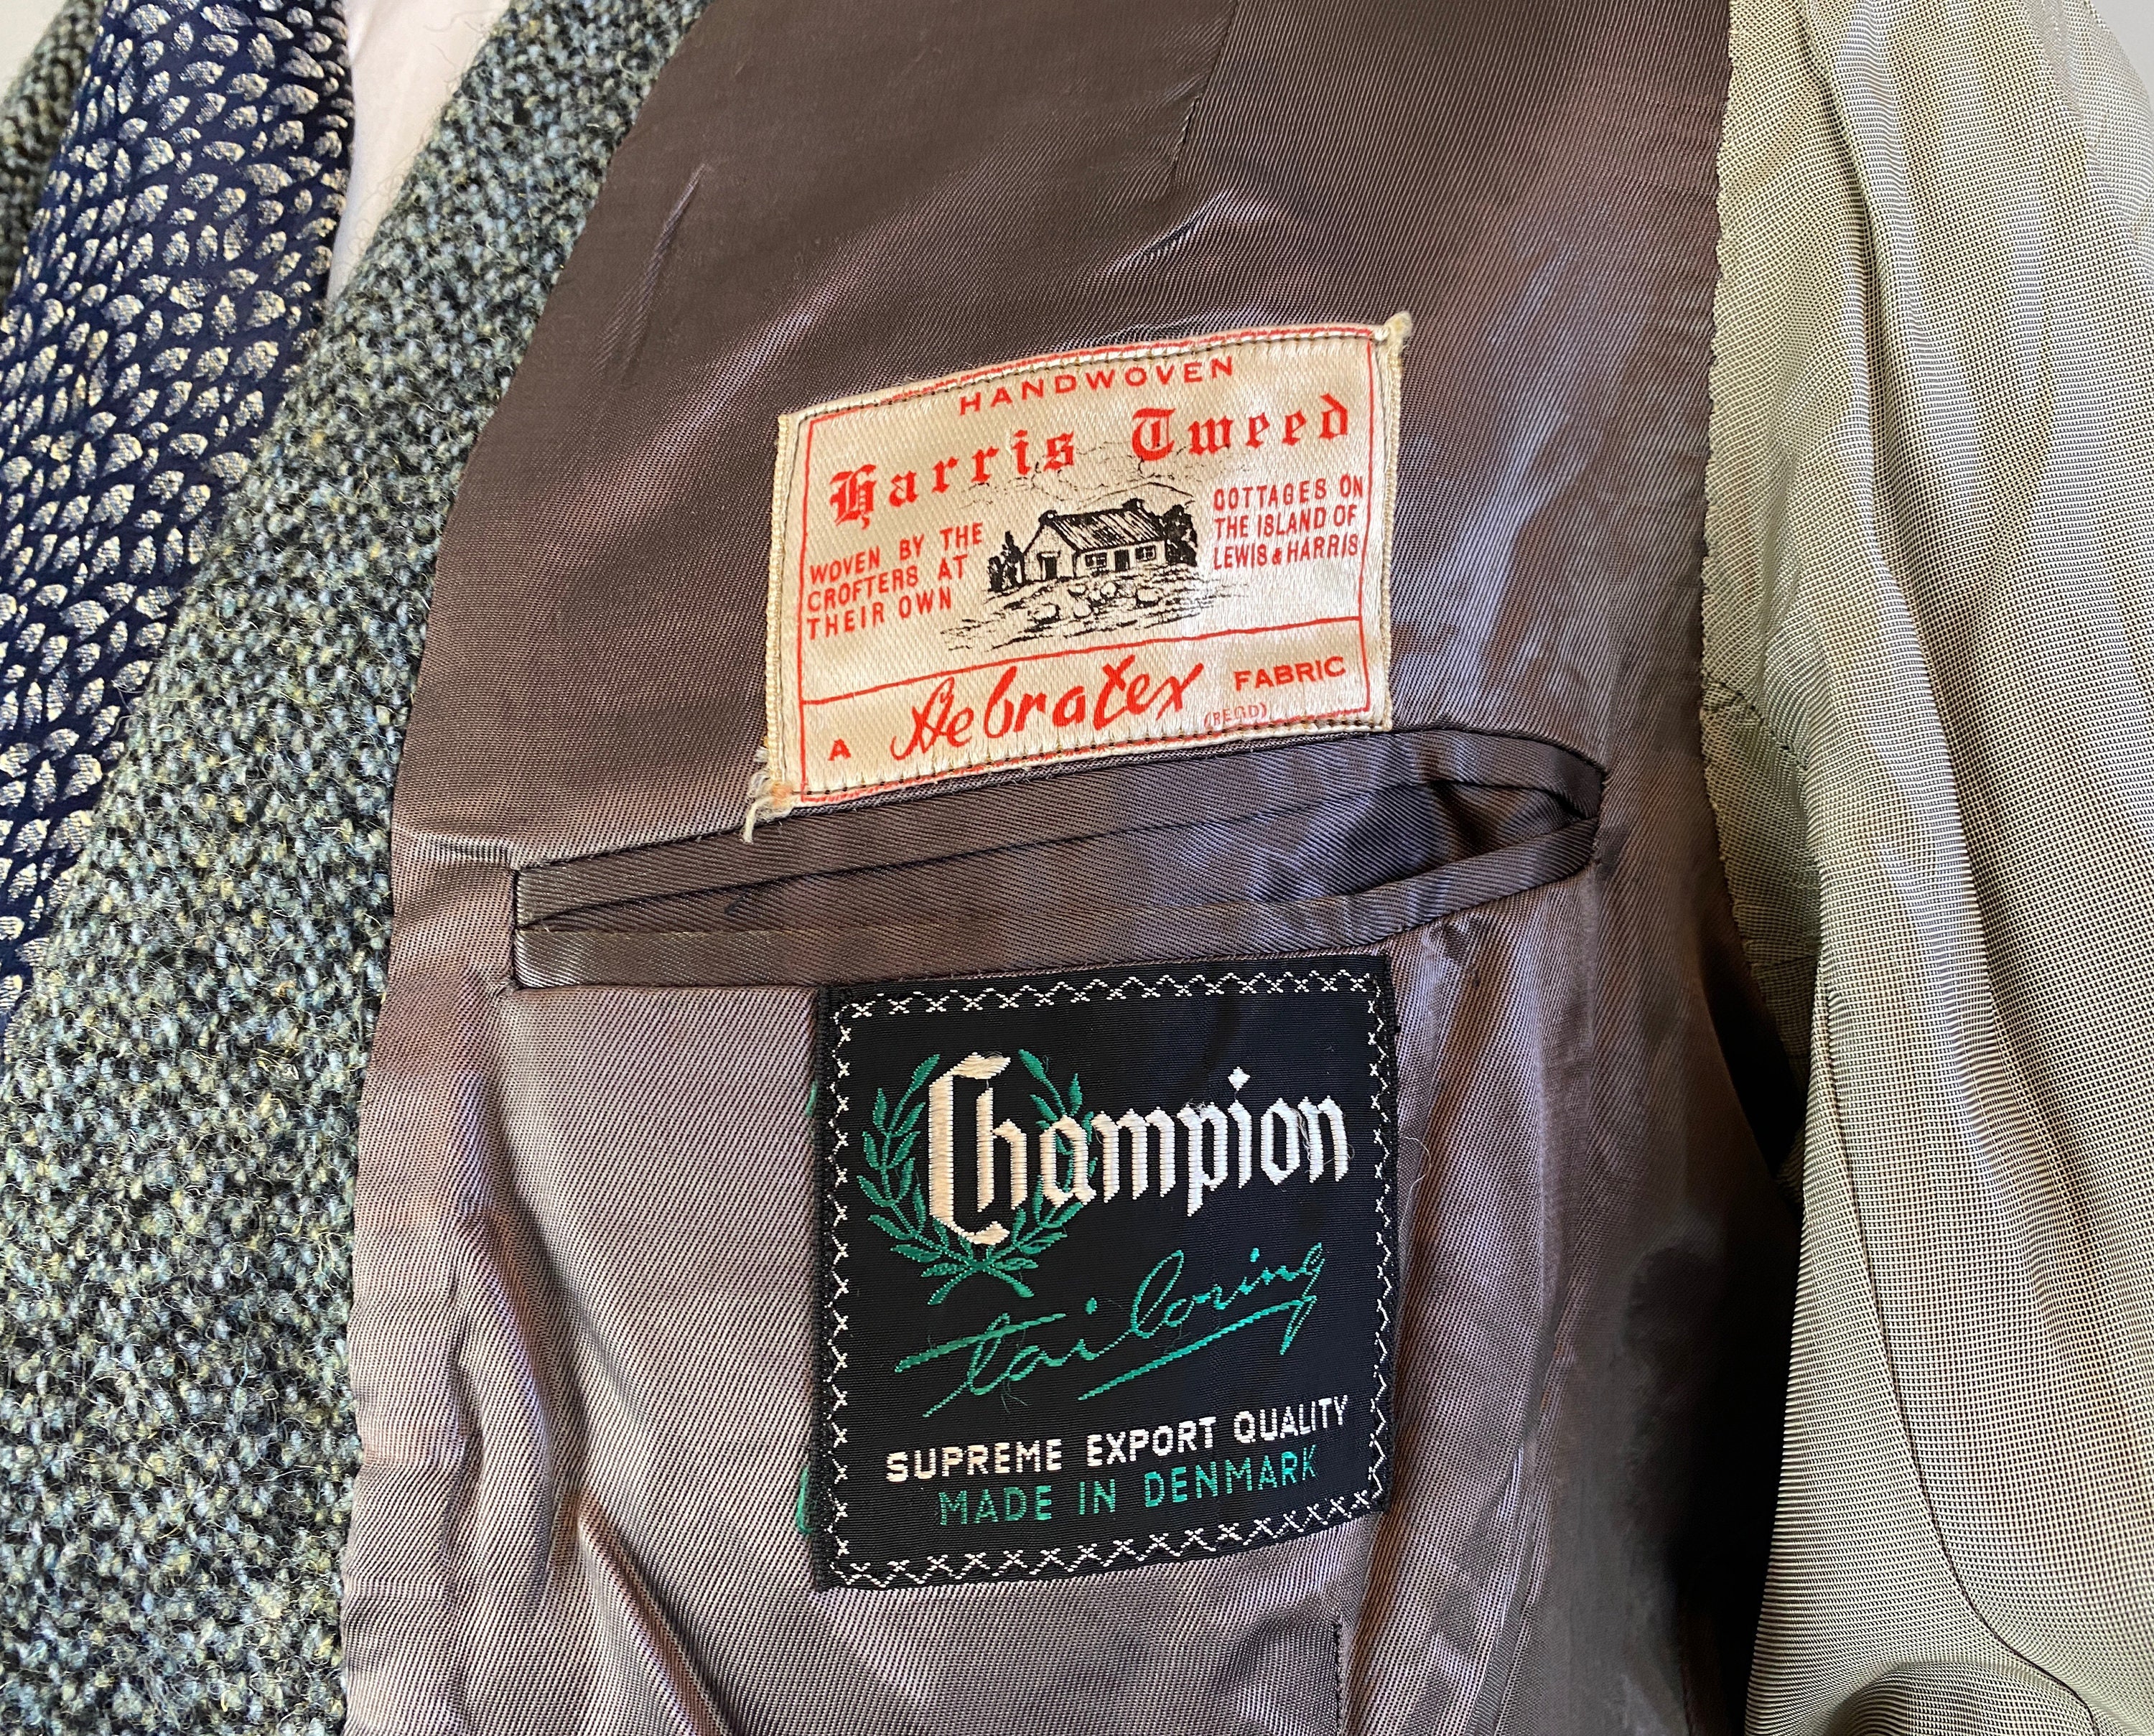 HANDWOVEN
Harris Tweed
WOVEN BY THE
CROFTERS AT
THEIR OWN
COTTAGES ON
THE ISLAND OF
LEWIS & HARRIS
A Hebratex FABRIC
(REGD)
Champion
tailoring
SUPREME EXPORT QUALITY
MADE IN DENMARK